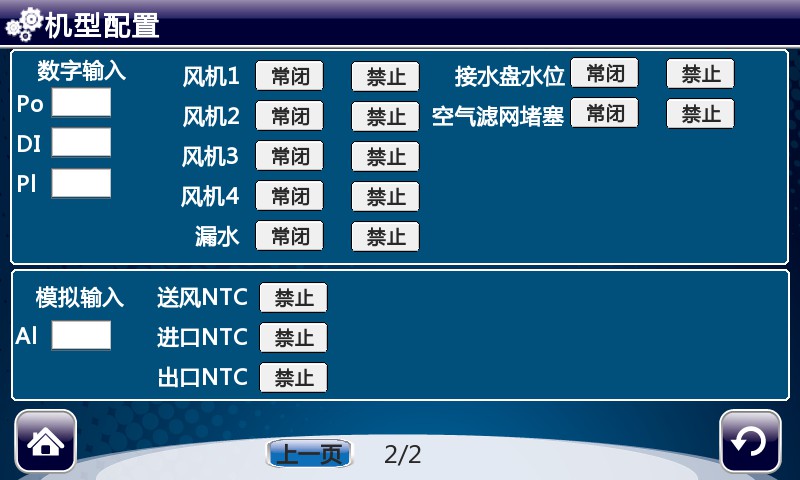 机型配置
数字输入
Po
DI
Pl
风机1 常闭 禁止
风机2 常闭 禁止
风机3 常闭 禁止
风机4 常闭 禁止
漏水 常闭 禁止
接水盘水位 常闭 禁止
空气滤网堵塞 常闭 禁止
模拟输入
Al
送风NTC 禁止
进口NTC 禁止
出口NTC 禁止
上一页 2/2